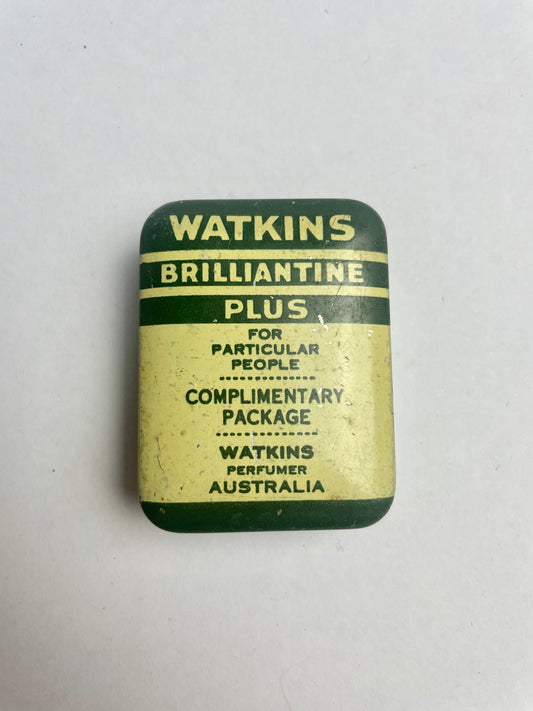 WATKINS
BRILLIANTINE
PLUS
FOR
PARTICULAR
PEOPLE
COMPLIMENTARY
PACKAGE
WATKINS
PERFUMER
AUSTRALIA